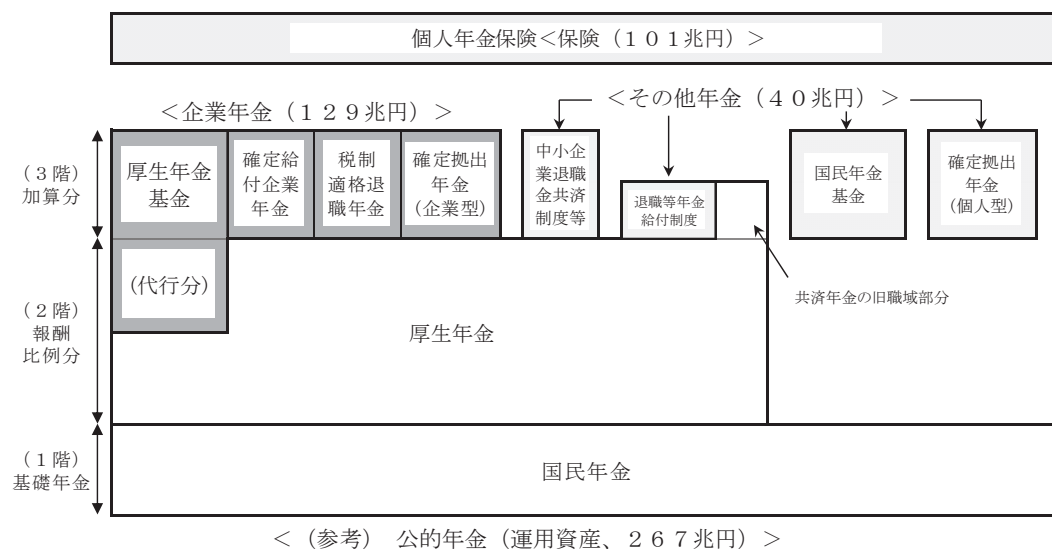 個人年金保険＜保険（１０１兆円）＞
＜企業年金（１２９兆円）＞
＜その他年金（４０兆円）＞
（３階）
加算分
厚生年金
基金
確定給
付企業
年金
税制
適格退
職年金
確定拠出
年金
（企業型）
中小企
業退職
金共済
制度等
退職等年金
給付制度
国民年金
基金
確定拠出
年金
（個人型）
（代行分）
共済年金の旧職域部分
（２階）
報酬
比例分
厚生年金
（１階）
基礎年金
国民年金
＜（参考） 公的年金（運用資産、２６７兆円）＞